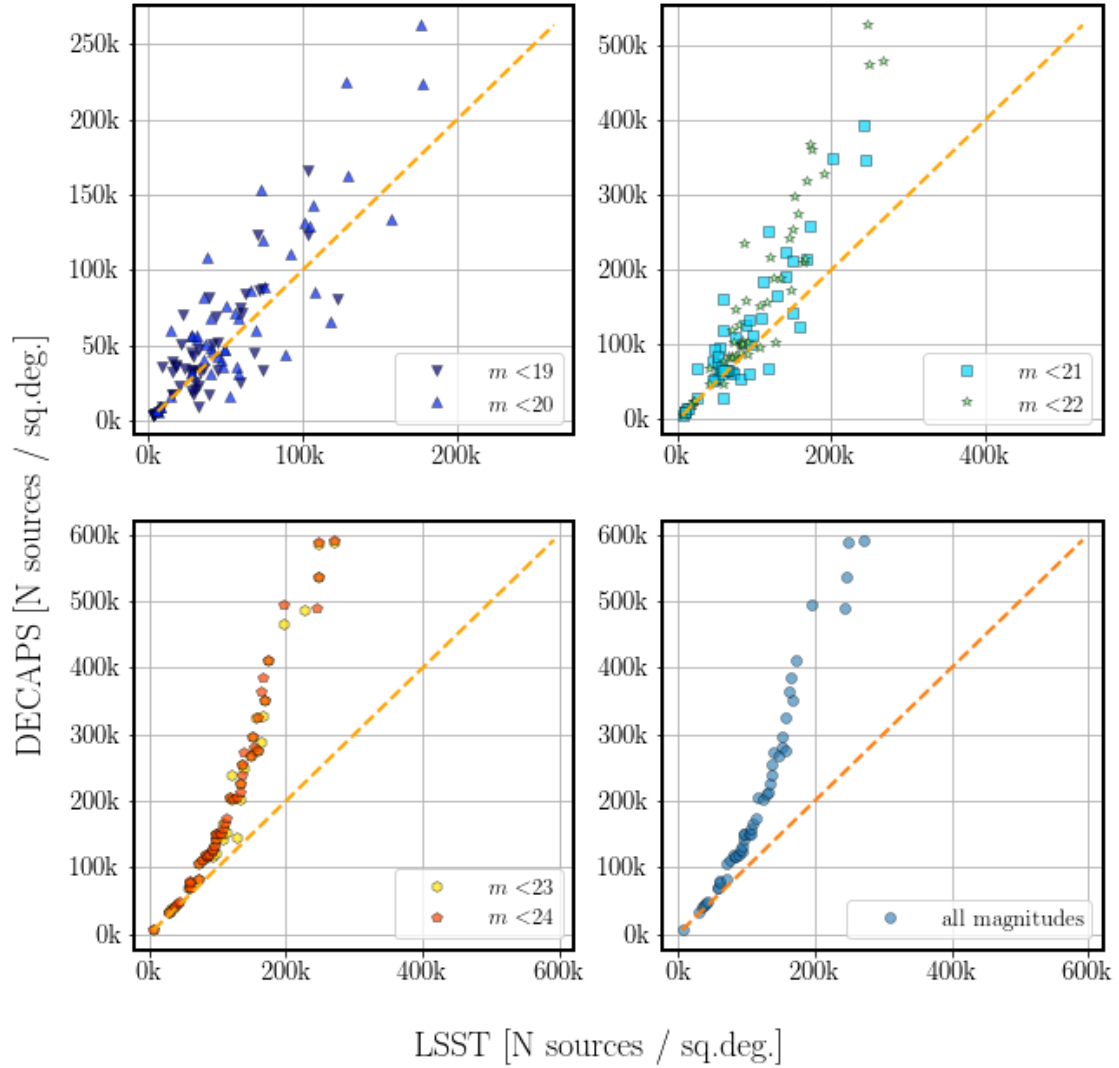 DECAPS [N sources / sq.deg.]
250k
200k
150k
100k
50k
0k
0k 100k 200k
m <19
m <20
500k
400k
300k
200k
100k
0k
0k 200k 400k
m <21
m <22
600k
500k
400k
300k
200k
100k
0k
0k 200k 400k 600k
m <23
m <24
600k
500k
400k
300k
200k
100k
0k
0k 200k 400k 600k
all magnitudes
LSST [N sources / sq.deg.]